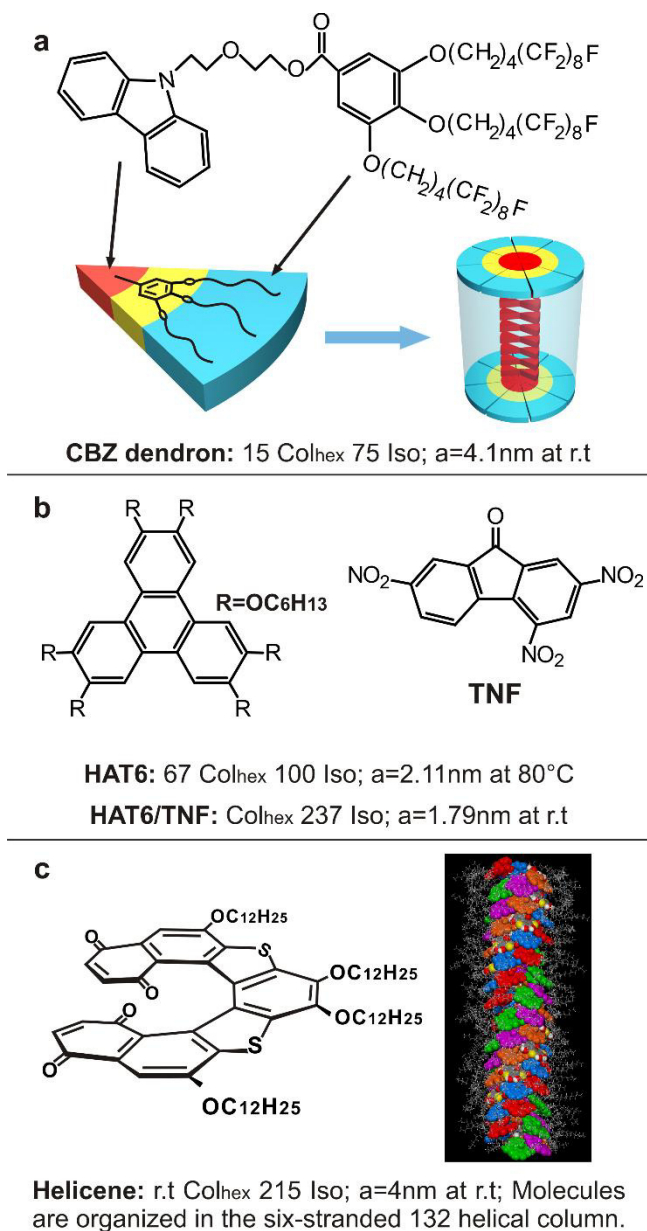 a
N
O
O
O
O(CH2)4(CF2)8F
O(CH2)4(CF2)8F
O(CH2)4(CF2)8F
CBZ dendron: 15 Colhex 75 Iso; a=4.1nm at r.t
b
R R
R R
R R
R=OC6H13
O
NO2 NO2
NO2
TNF
HAT6: 67 Colhex 100 Iso; a=2.11nm at 80°C
HAT6/TNF: Colhex 237 Iso; a=1.79nm at r.t
c
OC12H25
O
S
OC12H25
O
O
OC12H25
S
O
OC12H25
Helicene: r.t Colhex 215 Iso; a=4nm at r.t; Molecules
are organized in the six-stranded 132 helical column.